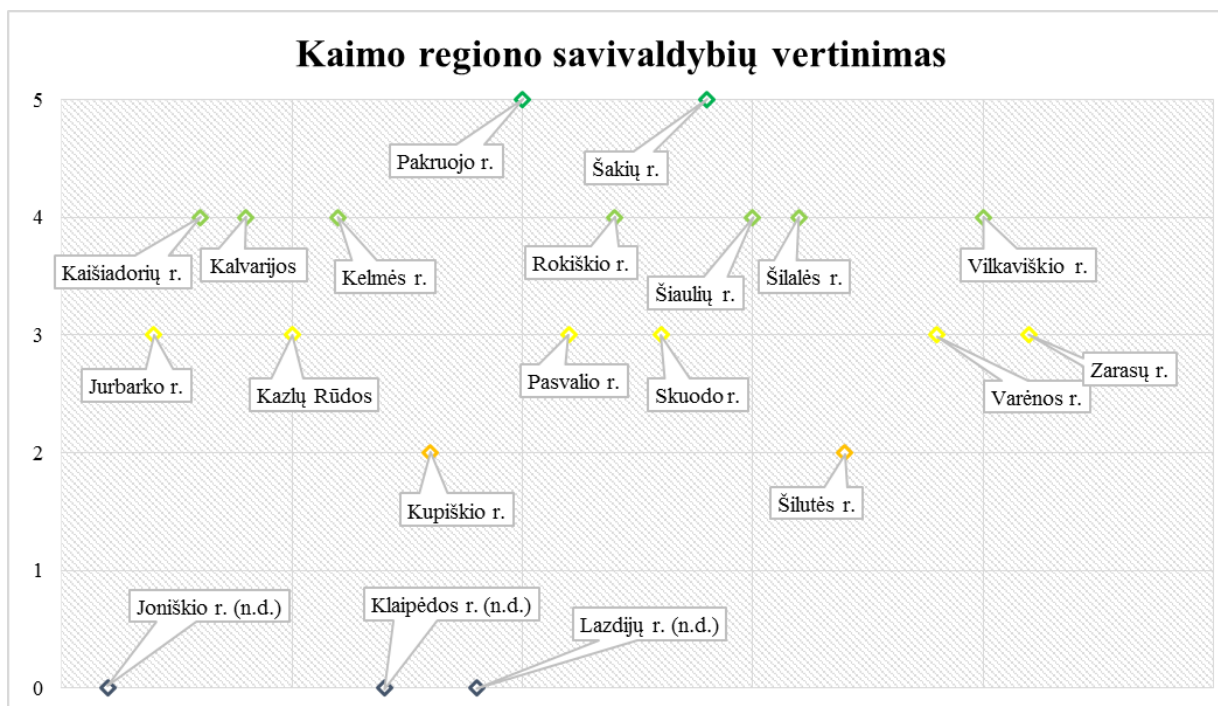 Kaimo regiono savivaldybių vertinimas
5
Pakruojo r.
Šakių r.
4
Kaišiadorių r.
Kalvarijos
Kelmės r.
Rokiškio r.
Šiaulių r.
Šilalės r.
Vilkaviškio r.
3
Jurbarko r.
Kazlų Rūdos
Pasvalio r.
Skuodo r.
Varėnos r.
Zarasų r.
2
Kupiškio r.
Šilutės r.
1
Joniškio r. (n.d.)
Klaipėdos r. (n.d.)
Lazdijų r. (n.d.)
0